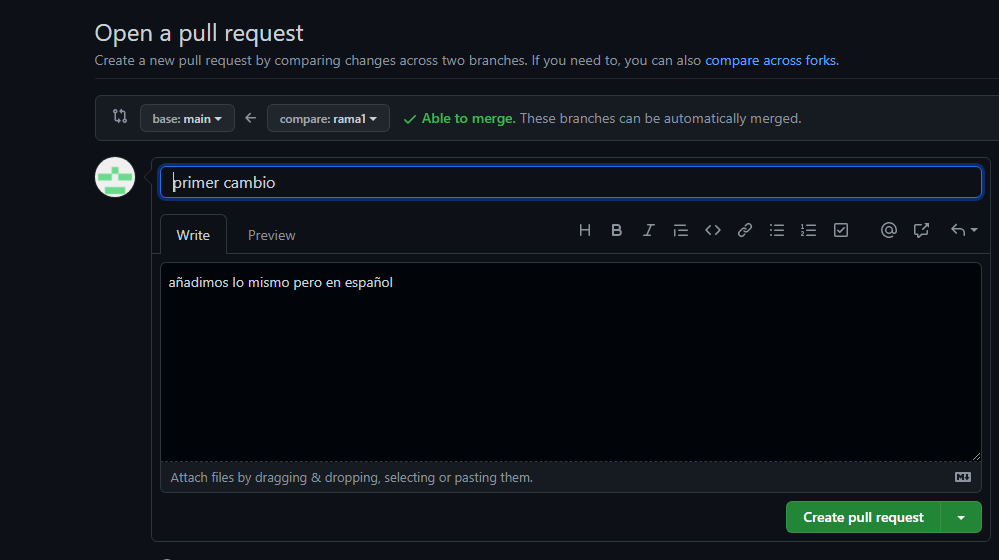 Open a pull request
Create a new pull request by comparing changes across two branches. If you need to, you can also compare across forks.
base: main compare: rama1 Able to merge. These branches can be automatically merged.
primer cambio
Write Preview H B I
añadimos lo mismo pero en español
Attach files by dragging & dropping, selecting or pasting them.
Create pull request